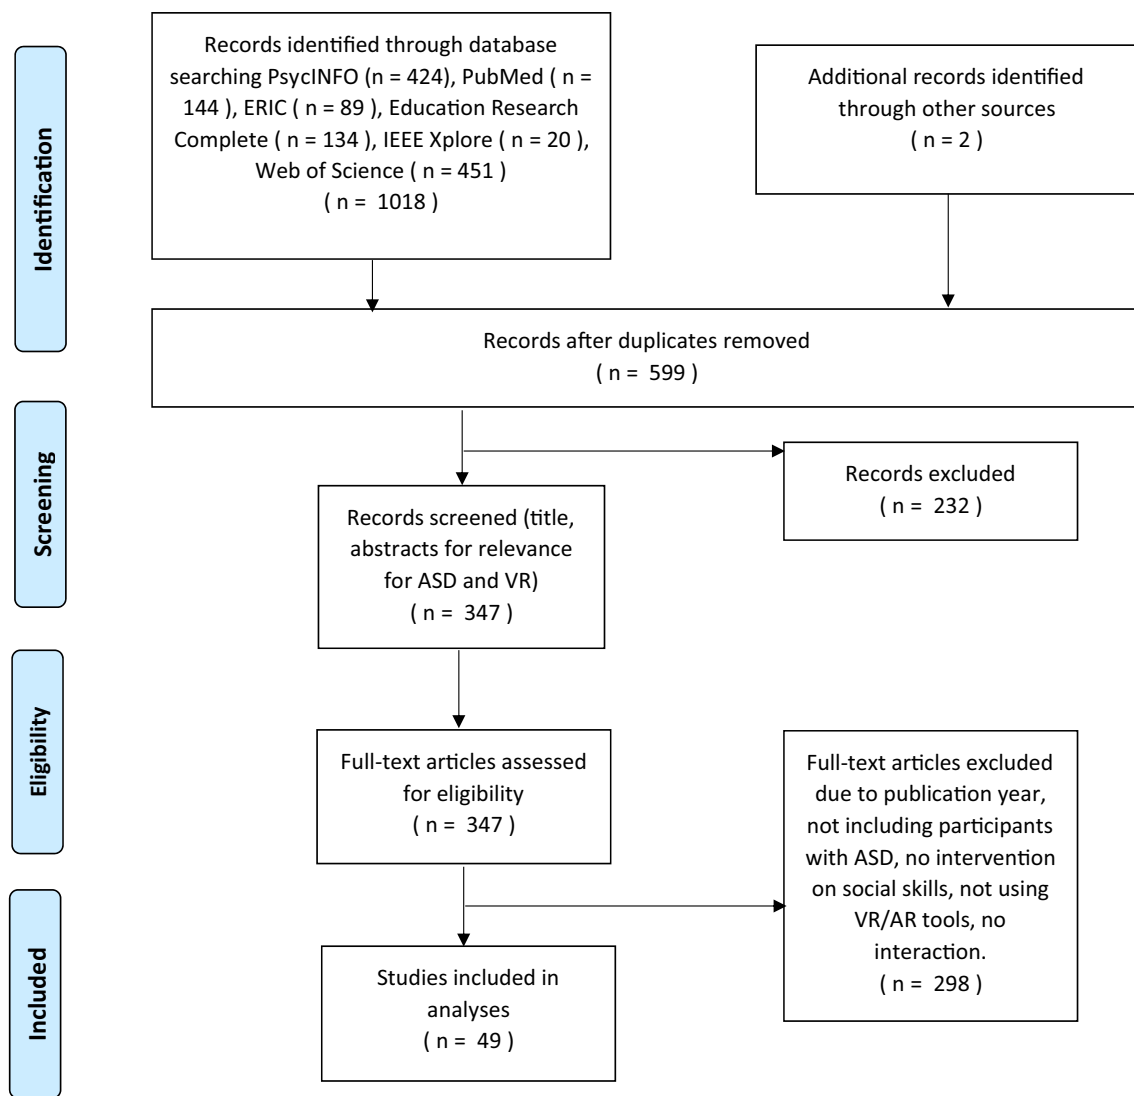 Identification
Records identified through database
searching PsycINFO (n = 424), PubMed ( n =
144 ), ERIC ( n = 89 ), Education Research
Complete ( n = 134 ), IEEE Xplore ( n = 20 ),
Web of Science ( n = 451 )
( n = 1018 )
Additional records identified
through other sources
( n = 2 )
Records after duplicates removed
( n = 599 )
Screening
Records excluded
( n = 232 )
Records screened (title,
abstracts for relevance
for ASD and VR)
( n = 347 )
Eligibility
Full-text articles assessed
for eligibility
( n = 347 )
Full-text articles excluded
due to publication year,
not including participants
with ASD, no intervention
on social skills, not using
VR/AR tools, no
interaction.
( n = 298 )
Included
Studies included in
analyses
( n = 49 )